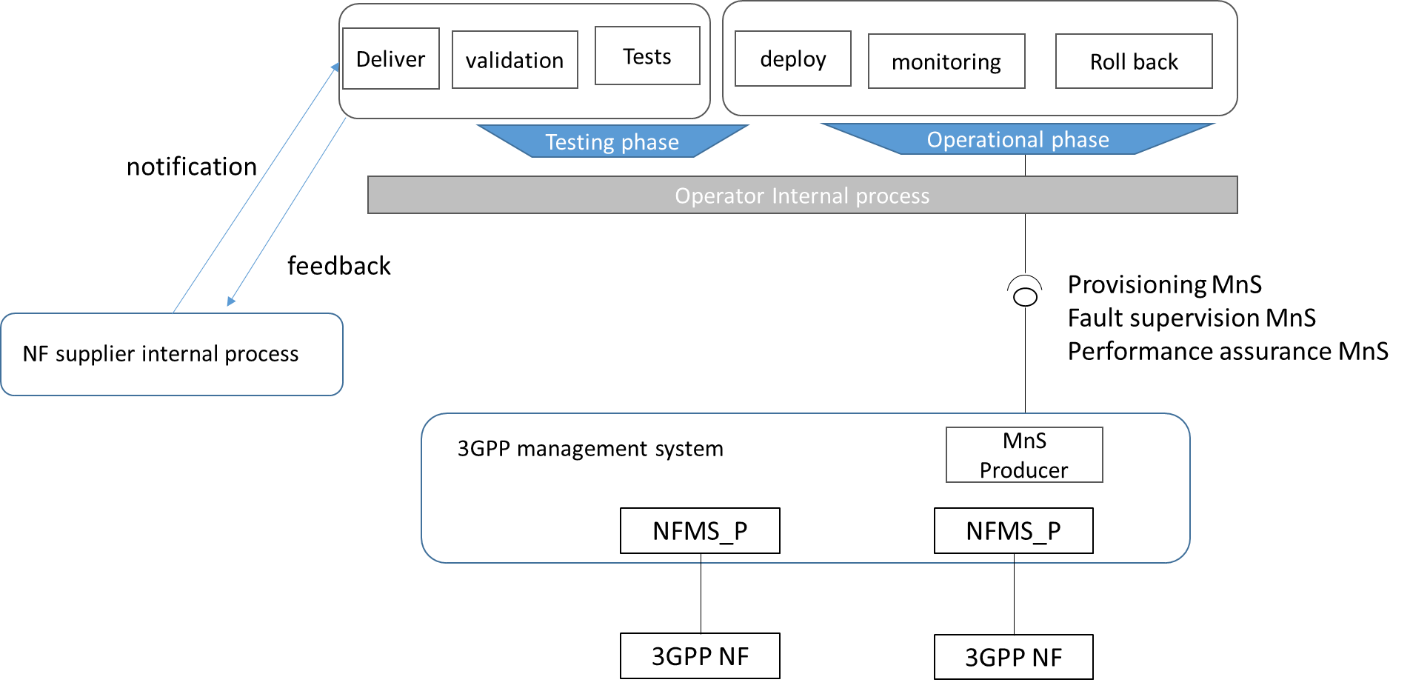 Deliver
validation
Tests
deploy
monitoring
Roll back
Testing phase
Operational phase
notification
Operator Internal process
feedback
Provisioning MnS
Fault supervision MnS
Performance assurance MnS
NF supplier internal process
3GPP management system
MnS
Producer
NFMS_P
NFMS_P
3GPP NF
3GPP NF